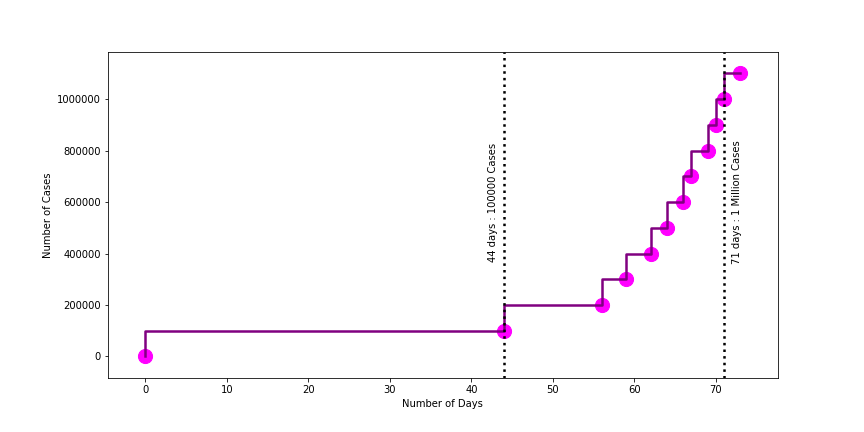 1000000
800000
600000
400000
200000
0
Number of Cases
44 days : 100000 Cases
71 days : 1 Million Cases
0 10 20 30 40 50 60 70
Number of Days